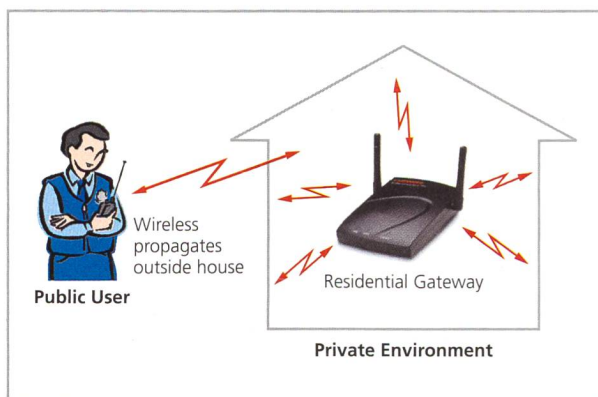 Wireless
propagates
outside house
Public User
Residential Gateway
Private Environment